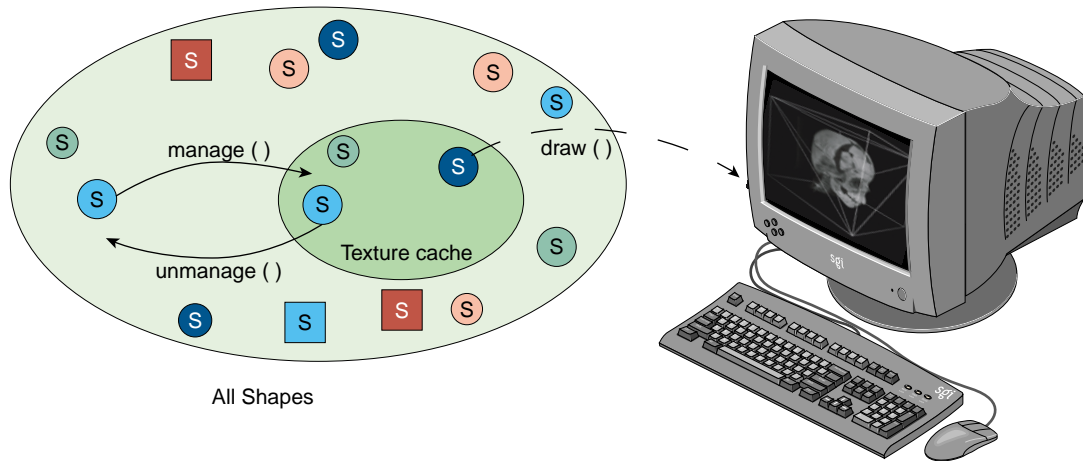 S
S
S
S
S
S
S
manage ( )
S
S
draw ( )
S
S
Texture cache
S
unmanage ( )
sgi
S
S
S
S
All Shapes
sgi